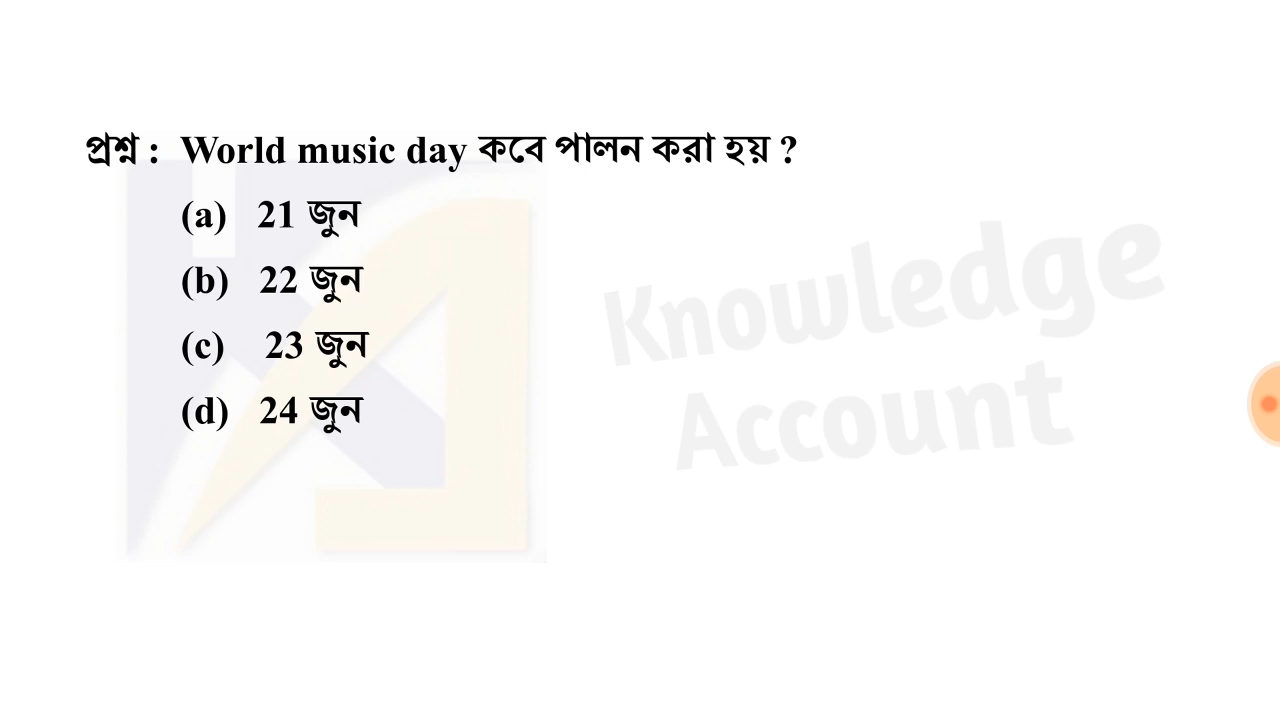 প্রশ্ন : World music day কবে পালন করা হয় ?
(a) 21 জুন
(b) 22 জুন
(c) 23 জুন
(d) 24 জুন
Knowledge
Account